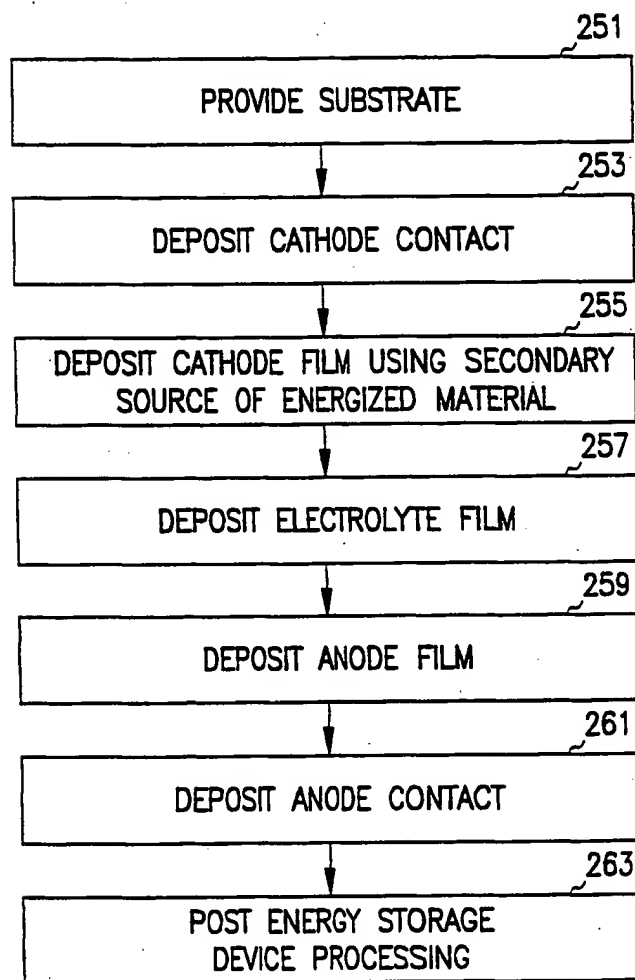 251
PROVIDE SUBSTRATE
253
DEPOSIT CATHODE CONTACT
255
DEPOSIT CATHODE FILM USING SECONDARY
SOURCE OF ENERGIZED MATERIAL
257
DEPOSIT ELECTROLYTE FILM
259
DEPOSIT ANODE FILM
261
DEPOSIT ANODE CONTACT
263
POST ENERGY STORAGE
DEVICE PROCESSING